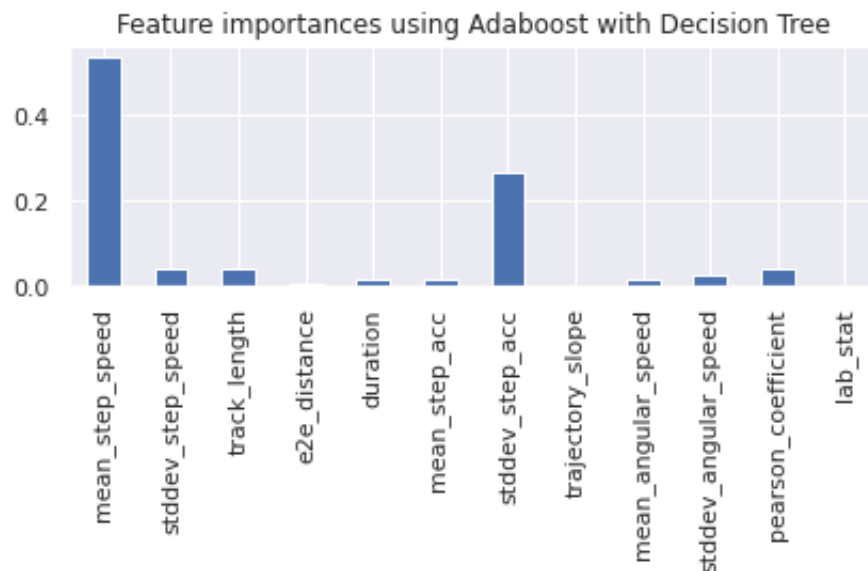 Feature importances using Adaboost with Decision Tree
0.4
0.2
0.0
mean_step_speed
stddev_step_speed
track_length
e2e_distance
duration
mean_step_acc
stddev_step_acc
trajectory_slope
mean_angular_speed
stddev_angular_speed
pearson_coefficient
lab_stat